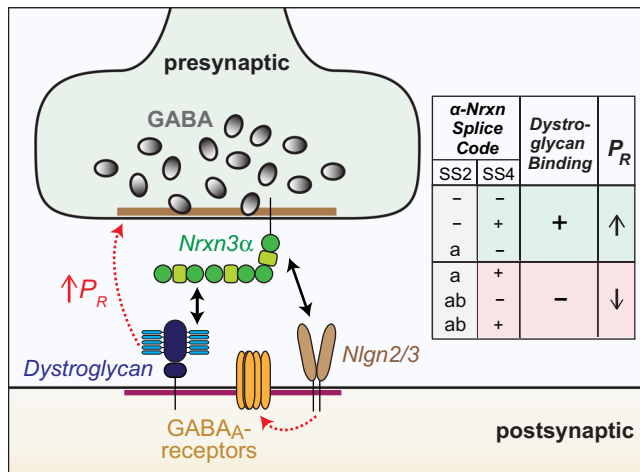 presynaptic
GABA
Nrxn3α
↑PR
Dystroglycan
Nlgn2/3
GABAA-
receptors
postsynaptic
α-Nrxn
Splice
Code
Dystro-
glycan
Binding
PR
SS2 SS4
– –
– +
a –
+ ↑
a +
ab –
ab +
– ↓